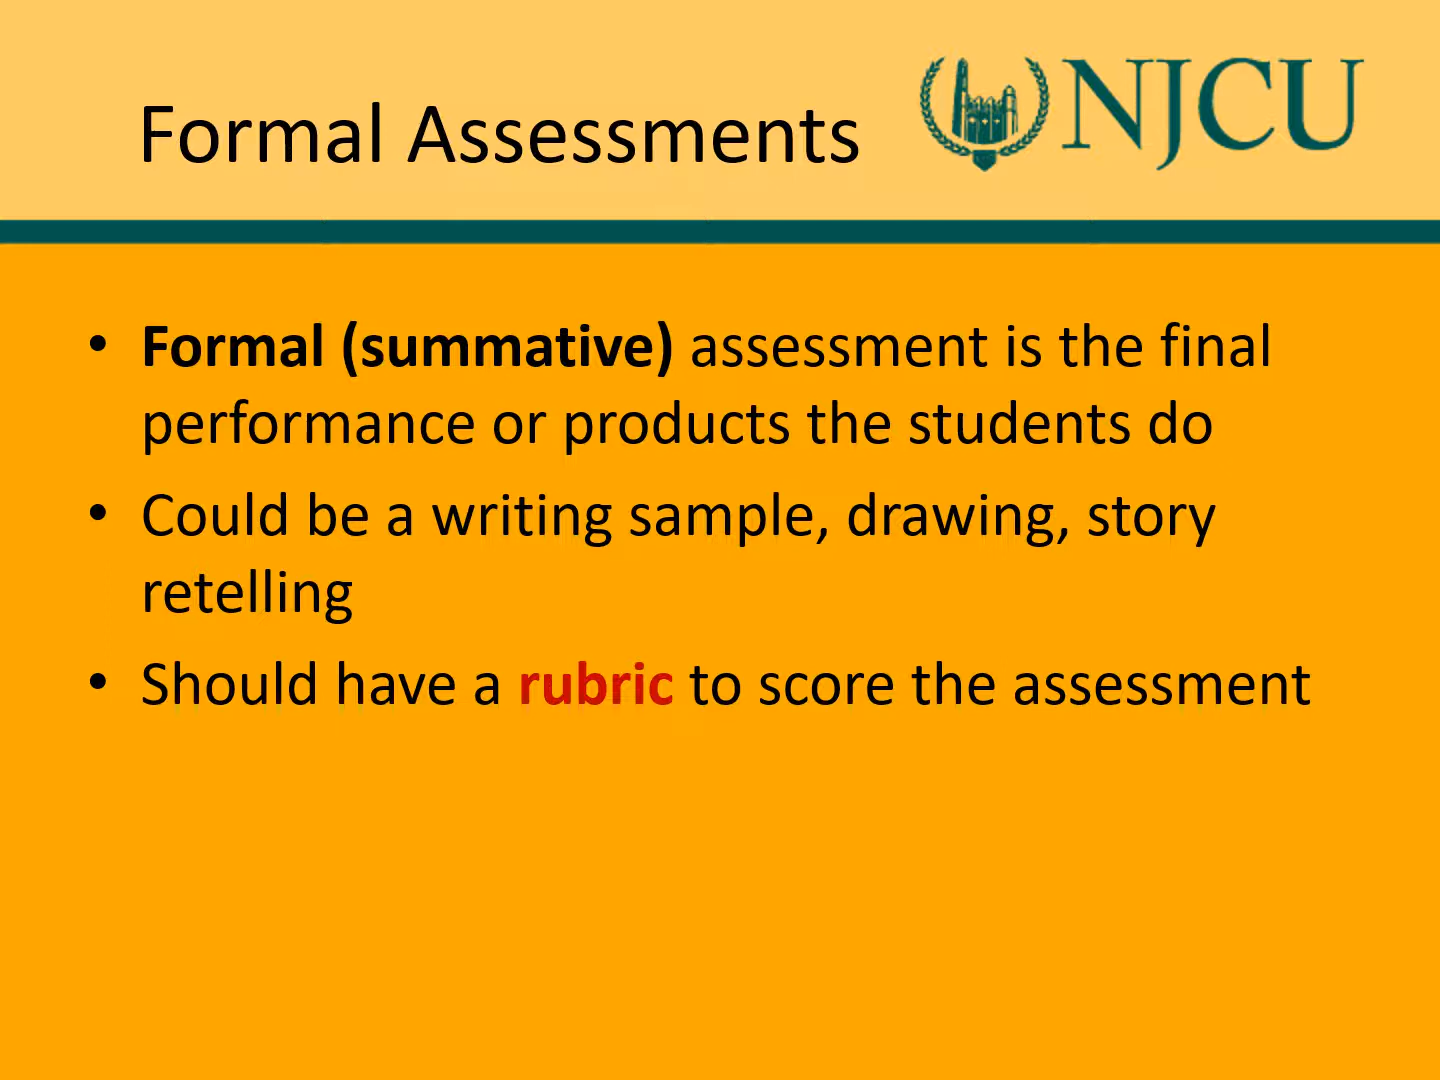 Formal Assessments
NJCU
• Formal (summative) assessment is the final
performance or products the students do
• Could be a writing sample, drawing, story
retelling
• Should have a rubric to score the assessment